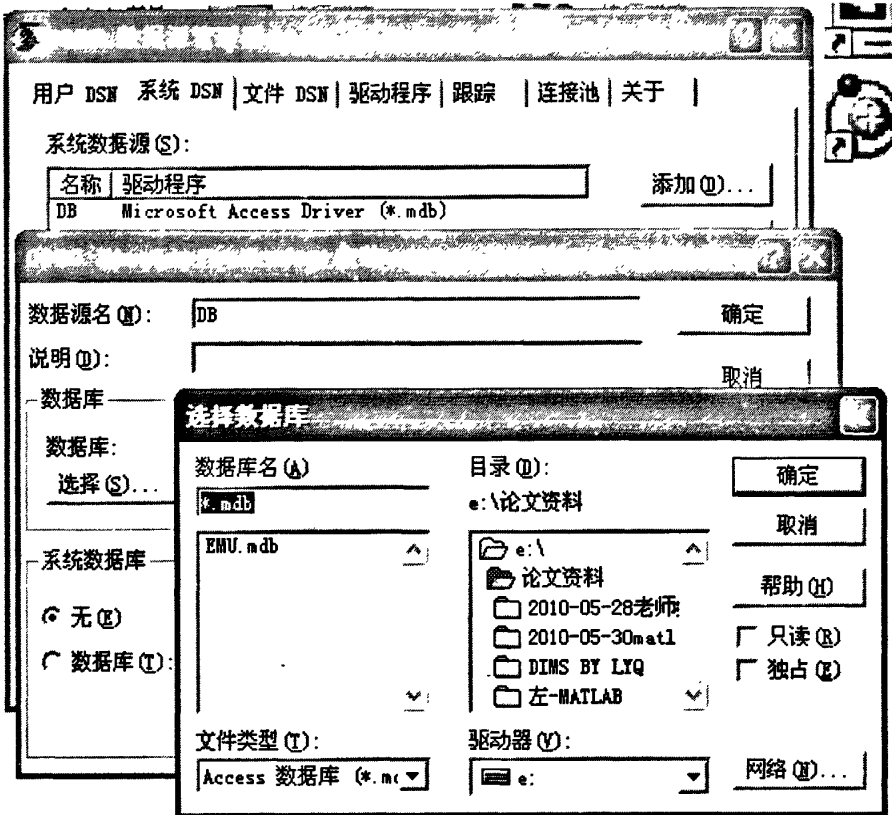 用户 DSN 系统 DSN 文件 DSN 驱动程序 跟踪 连接池 关于
系统数据源(S):
名称 驱动程序
添加(D)...
DB Microsoft Access Driver (*.mdb)
数据源名(N): DB
确定
说明(D):
取消
数据库
数据库:
选择(S)...
系统数据库
无(E)
数据库(T):
选择数据库
数据库名(A)
*.mdb
EMU.mdb
文件类型(T):
Access 数据库 (*.m
目录(D):
e:\论文资料
e:\
论文资料
2010-05-28老师
2010-05-30matl
DIMS BY LYQ
左-MATLAB
驱动器(V):
e:
确定
取消
帮助(H)
只读(R)
独占(E)
网络(N)...